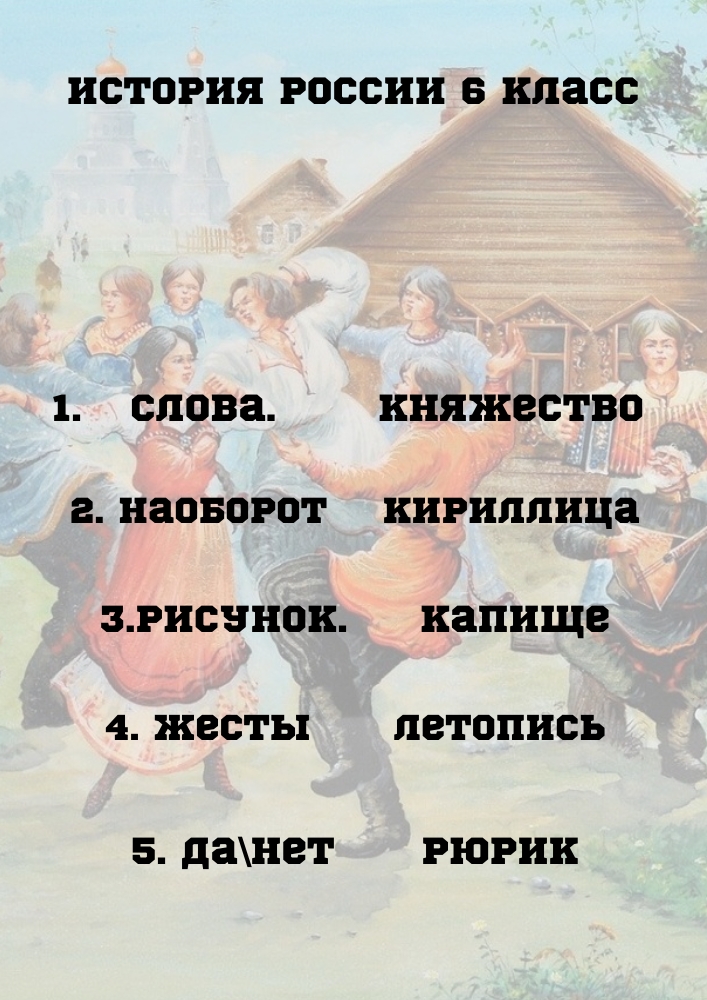 ИСТОРИЯ РОССИИ 6 КЛАСС
1. СЛОВА. КНЯЖЕСТВО
2. НАОБОРОТ КИРИЛЛИЦА
3.РИСУНОК. КАПИЩЕ
4. ЖЕСТЫ ЛЕТОПИСЬ
5. ДА\НЕТ РЮРИК